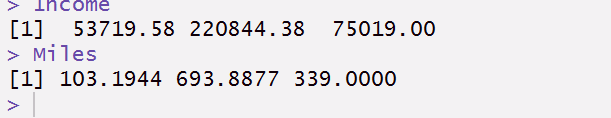 > Income
[1]  53719.58 220844.38  75019.00
> Miles
[1] 103.1944 693.8877 339.0000
>